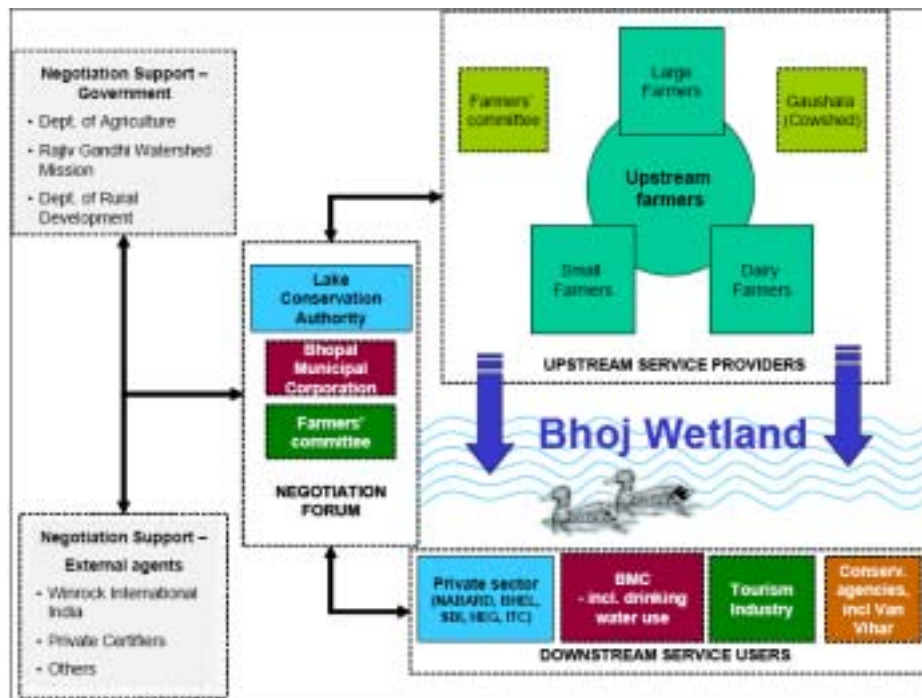 Negotiation Support –
Government
• Dept. of Agriculture
• Rajiv Gandhi Watershed
Mission
• Dept. of Rural
Development
Lake
Conservation
Authority
Bhopal
Municipal
Corporation
Farmers'
committee
NEGOTIATION
FORUM
Negotiation Support –
External agents
• Winrock International
India
• Private Certifiers
• Others
Farmers'
committee
Large
Farmers
Gaushala
(Cowshed)
Upstream
farmers
Small
Farmers
Dairy
Farmers
UPSTREAM SERVICE PROVIDERS
Bhoj Wetland
Private sector
(NABARD, BHEL,
SBI, HEG, ITC)
BMC
- incl. drinking
water use
Tourism
Industry
Conserv.
agencies,
incl Van
Vihar
DOWNSTREAM SERVICE USERS